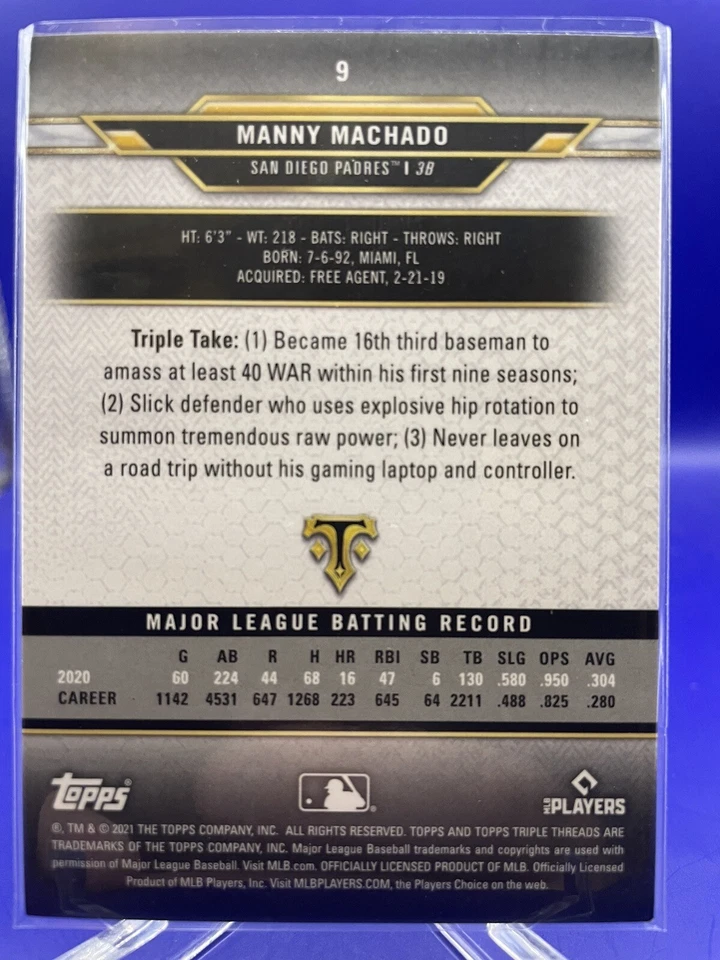 9
MANNY MACHADO
SAN DIEGO PADRES™ | 3B
HT: 6'3" - WT: 218 - BATS: RIGHT - THROWS: RIGHT
BORN: 7-6-92, MIAMI, FL
ACQUIRED: FREE AGENT, 2-21-19
Triple Take: (1) Became 16th third baseman to
amass at least 40 WAR within his first nine seasons;
(2) Slick defender who uses explosive hip rotation to
summon tremendous raw power; (3) Never leaves on
a road trip without his gaming laptop and controller.
T
MAJOR LEAGUE BATTING RECORD
G AB R H HR RBI SB TB SLG OPS AVG
2020 60 224 44 68 16 47 6 130 .580 .950 .304
CAREER 1142 4531 647 1268 223 645 64 2211 .488 .825 .280
TOPPS® ® MLB PLAYERS
®, TM & © 2021 THE TOPPS COMPANY, INC. ALL RIGHTS RESERVED. TOPPS AND TOPPS TRIPLE THREADS ARE
TRADEMARKS OF THE TOPPS COMPANY, INC. Major League Baseball trademarks and copyrights are used with
permission of Major League Baseball. Visit MLB.com. OFFICIALLY LICENSED PRODUCT OF MLB. Officially Licensed
Product of MLB Players, Inc. Visit MLBPLAYERS.COM, the Players Choice on the web.